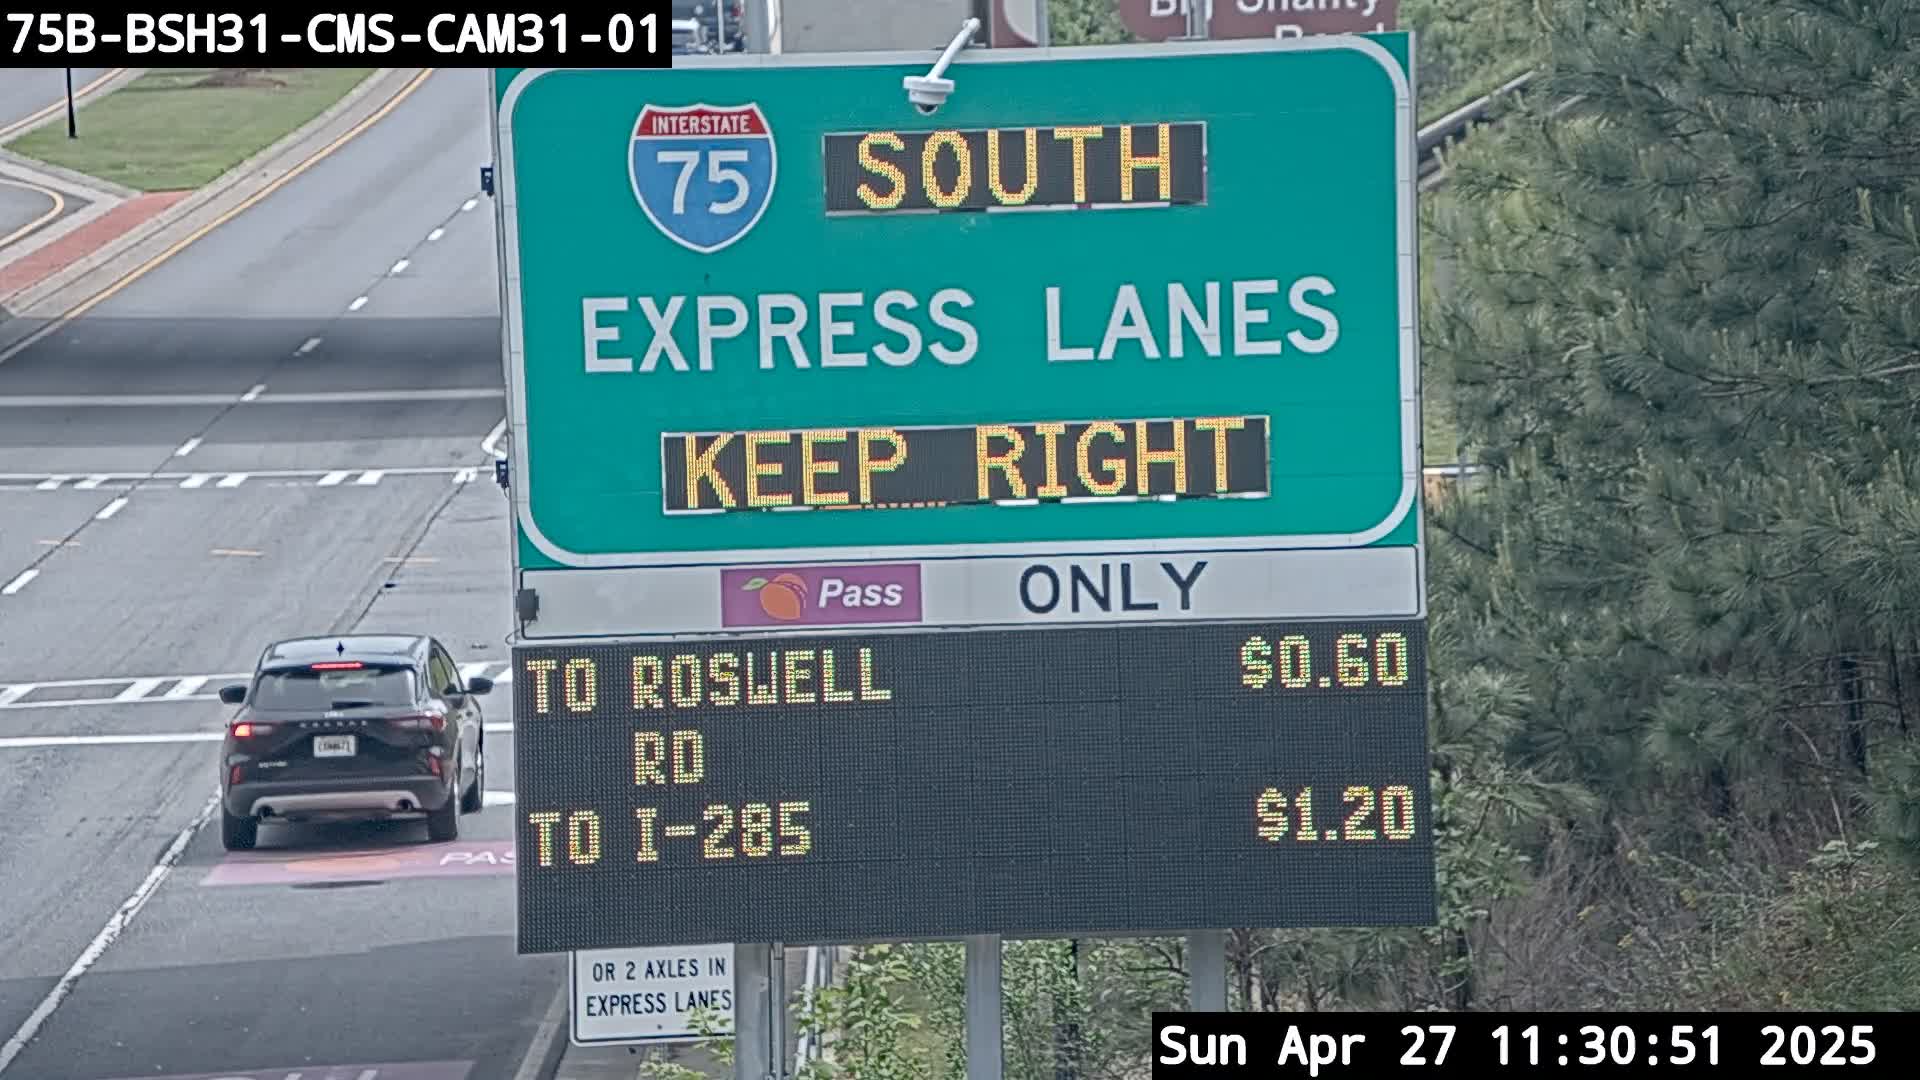 75B-BSH31-CMS-CAM31-01
Shanty
INTERSTATE
75
SOUTH
EXPRESS LANES
KEEP RIGHT
Pass ONLY
TO ROSWELL $0.60
RD
TO I-285 $1.20
OR 2 AXLES IN
EXPRESS LANES
Sun Apr 27 11:30:51 2025